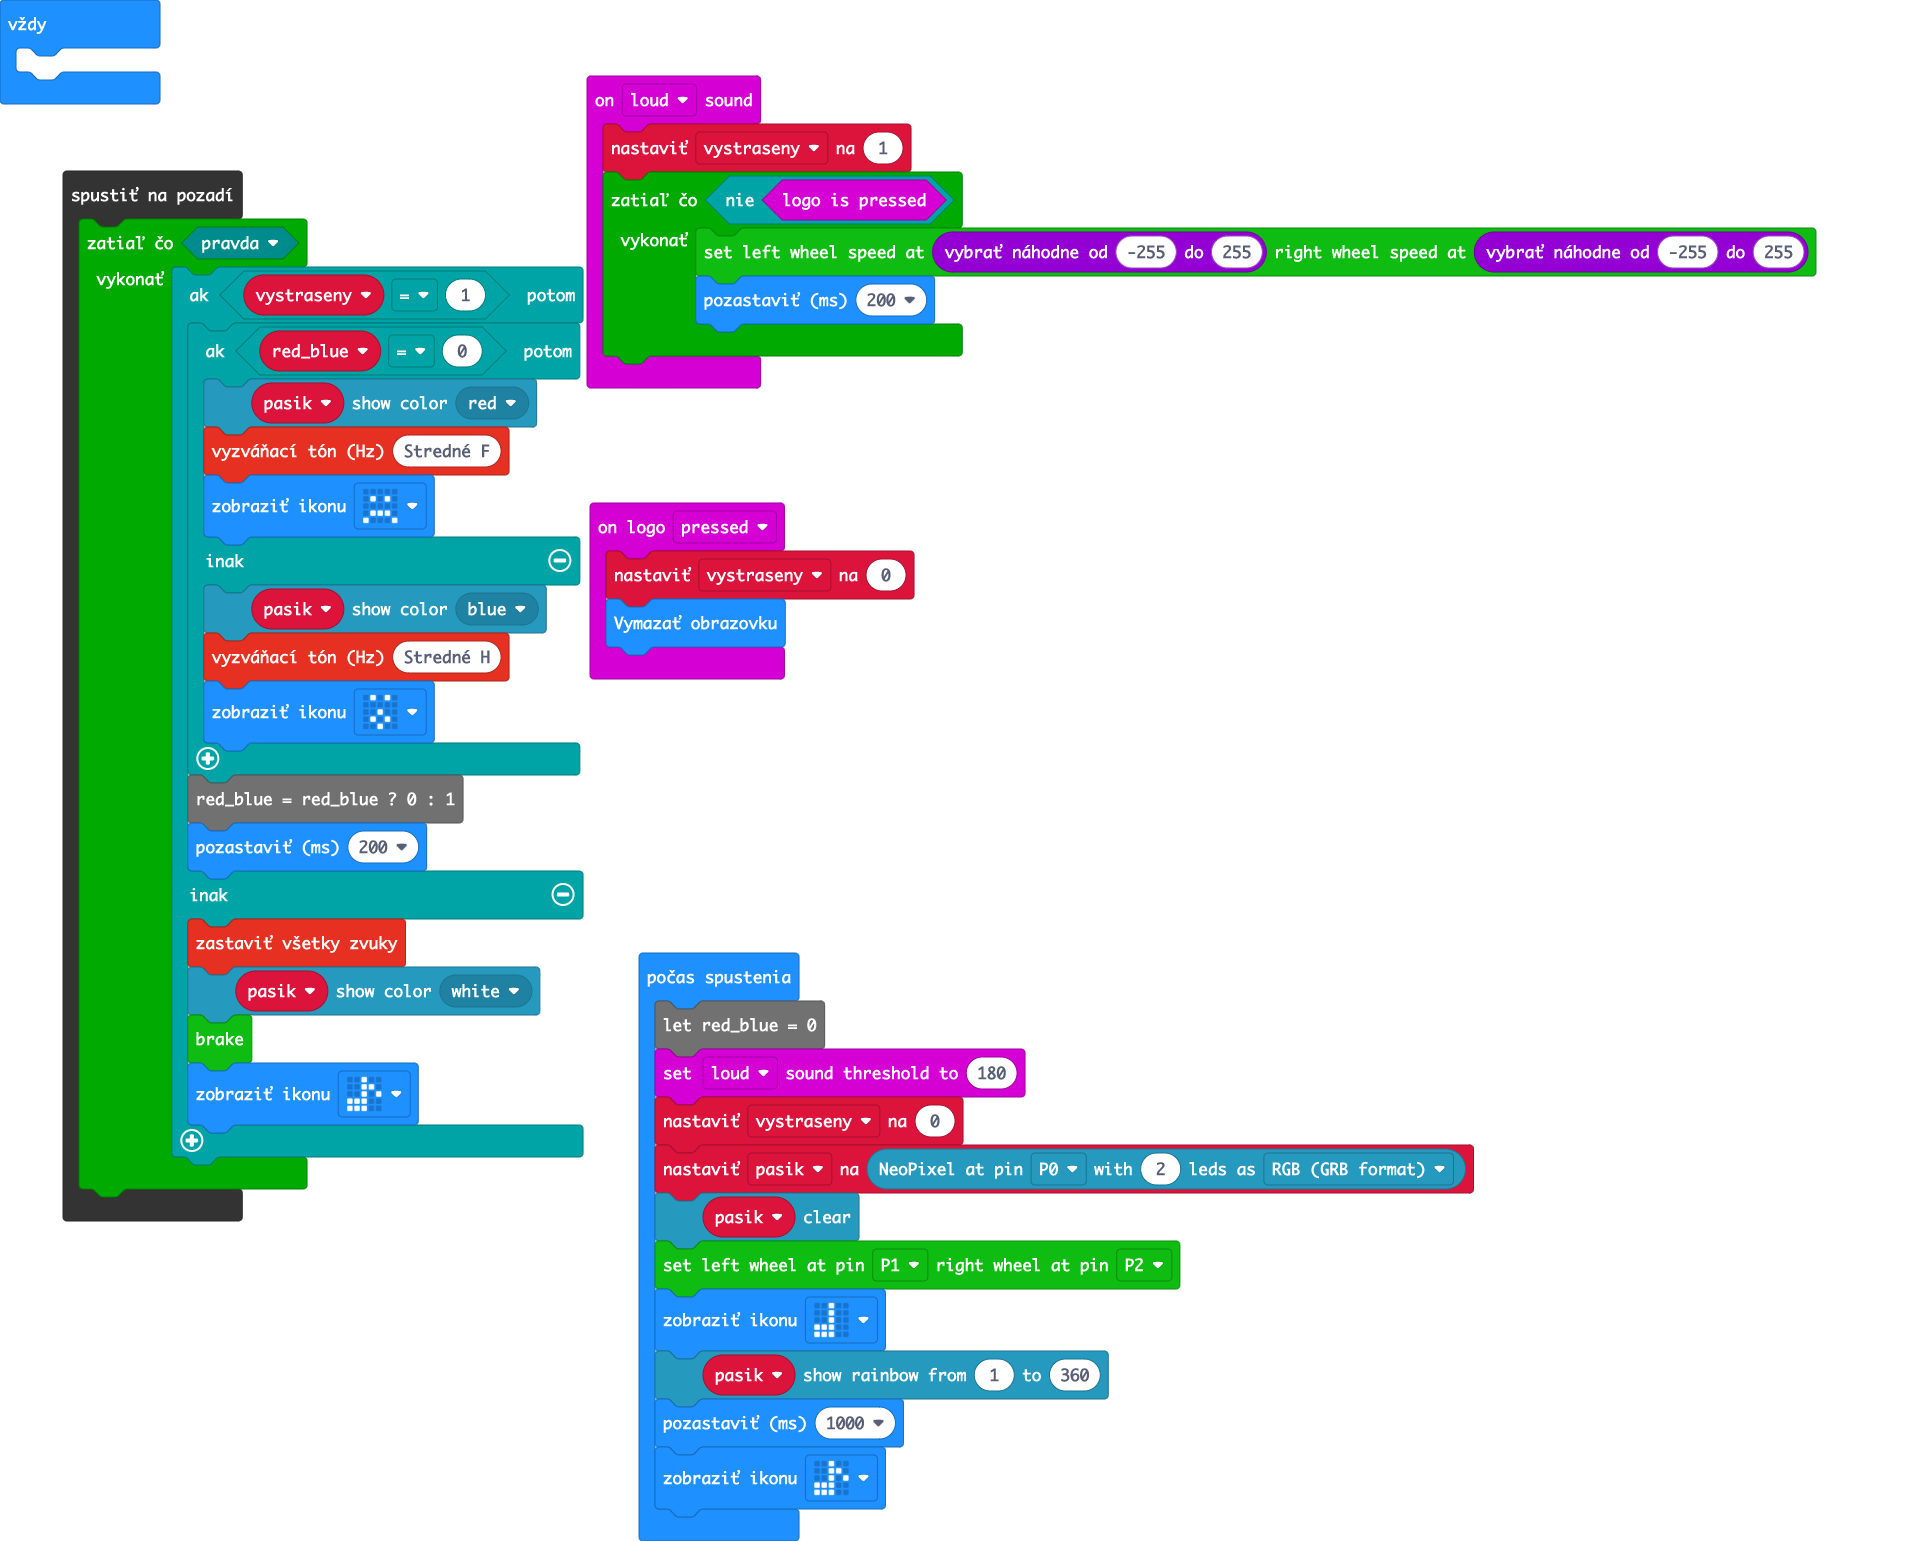 vždy
spustiť na pozadí
zatiaľ čo pravda
vykonať
ak vystraseny = 1 potom
ak red_blue = 0 potom
pasik show color red
vyzváňací tón (Hz) Stredné F
zobraziť ikonu
inak
pasik show color blue
vyzváňací tón (Hz) Stredné H
zobraziť ikonu
red_blue = red_blue ? 0 : 1
pozastaviť (ms) 200
inak
zastaviť všetky zvuky
pasik show color white
brake
zobraziť ikonu
on loud sound
nastaviť vystraseny na 1
zatiaľ čo nie logo is pressed
vykonať set left wheel speed at vybrať náhodne od -255 do 255 right wheel speed at vybrať náhodne od -255 do 255
pozastaviť (ms) 200
on logo pressed
nastaviť vystraseny na 0
Vymazať obrazovku
počas spustenia
let red_blue = 0
set loud sound threshold to 180
nastaviť vystraseny na 0
nastaviť pasik na NeoPixel at pin P0 with 2 leds as RGB (GRB format)
pasik clear
set left wheel at pin P1 right wheel at pin P2
zobraziť ikonu
pasik show rainbow from 1 to 360
pozastaviť (ms) 1000
zobraziť ikonu